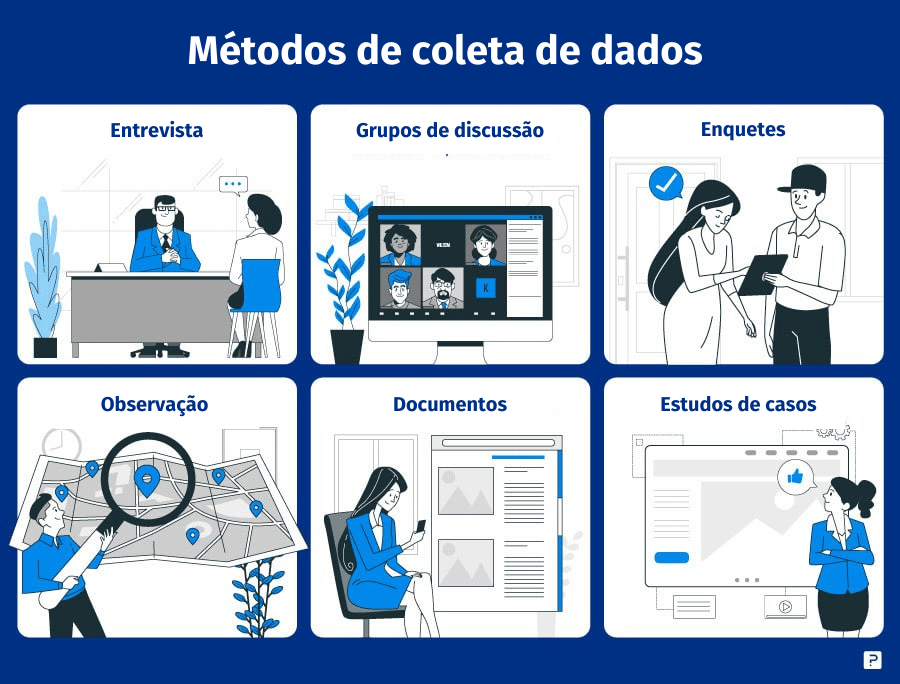 Métodos de coleta de dados
Entrevista
Grupos de discussão
Enquetes
K
Observação
Documentos
Estudos de casos
?